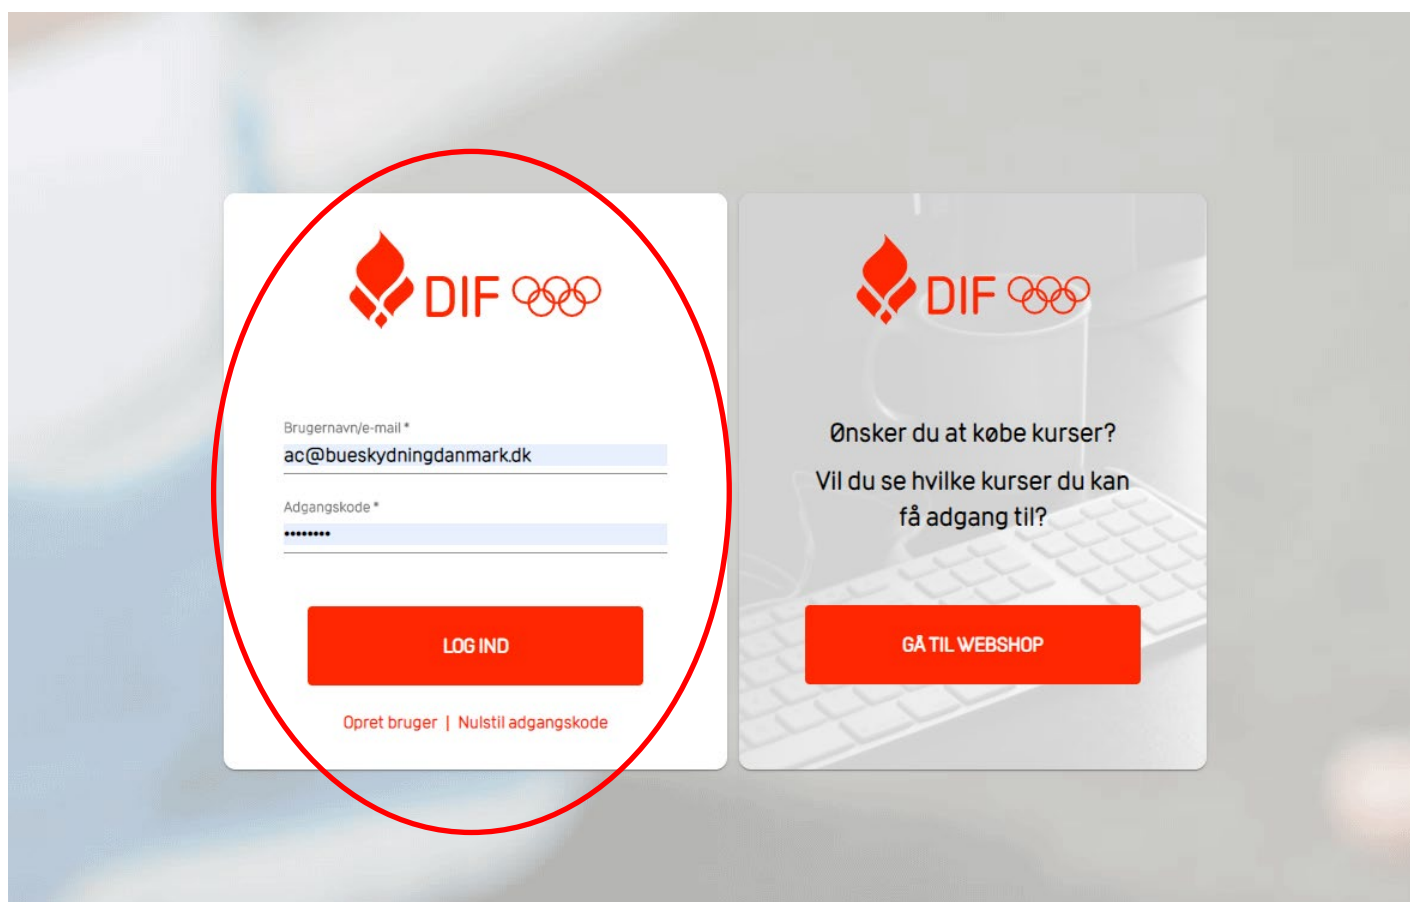 DIF
Brugernavn/e-mail *
ac@bueskydningdanmark.dk
Adgangskode *
••••••••
LOG IND
Opret bruger | Nulstil adgangskode
DIF
Ønsker du at købe kurser?
Vil du se hvilke kurser du kan
få adgang til?
GÅ TIL WEBSHOP